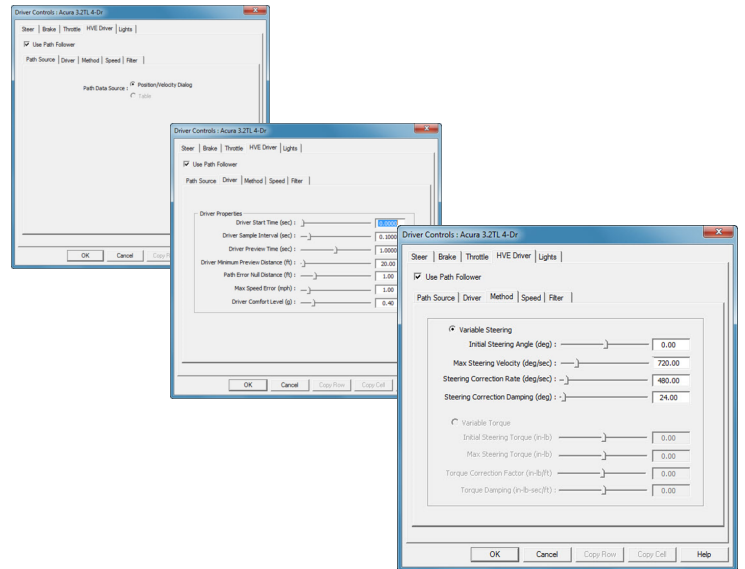 Driver Controls : Acura 3.2TL 4-Dr
Steer Brake Throttle HVE Driver Lights
Use Path Follower
Path Source Driver Method Speed Filter
Path Data Source : Position/Velocity Dialog
Table
OK Cancel Copy
Driver Controls : Acura 3.2TL 4-Dr
Steer Brake Throttle HVE Driver Lights
Use Path Follower
Path Source Driver Method Speed Filter
Driver Properties
Driver Start Time (sec) : 0.0000
Driver Sample Interval (sec) : 0.1000
Driver Preview Time (sec) : 1.0000
Driver Minimum Preview Distance (ft) : 20.00
Path Error Null Distance (ft) : 1.00
Max Speed Error (mph) : 1.00
Driver Comfort Level (g) : 0.40
OK Cancel Copy Row Copy Cell
Driver Controls : Acura 3.2TL 4-Dr
Steer Brake Throttle HVE Driver Lights
Use Path Follower
Path Source Driver Method Speed Filter
Variable Steering
Initial Steering Angle (deg) : 0.00
Max Steering Velocity (deg/sec) : 720.00
Steering Correction Rate (deg/sec) : 480.00
Steering Correction Damping (deg) : 24.00
Variable Torque
Initial Steering Torque (in-lb) 0.00
Max Steering Torque (in-lb) 0.00
Torque Correction Factor (in-lb/ft) 0.00
Torque Damping (in-lb-sec/ft) : 0.00
OK Cancel Copy Row Copy Cell Help